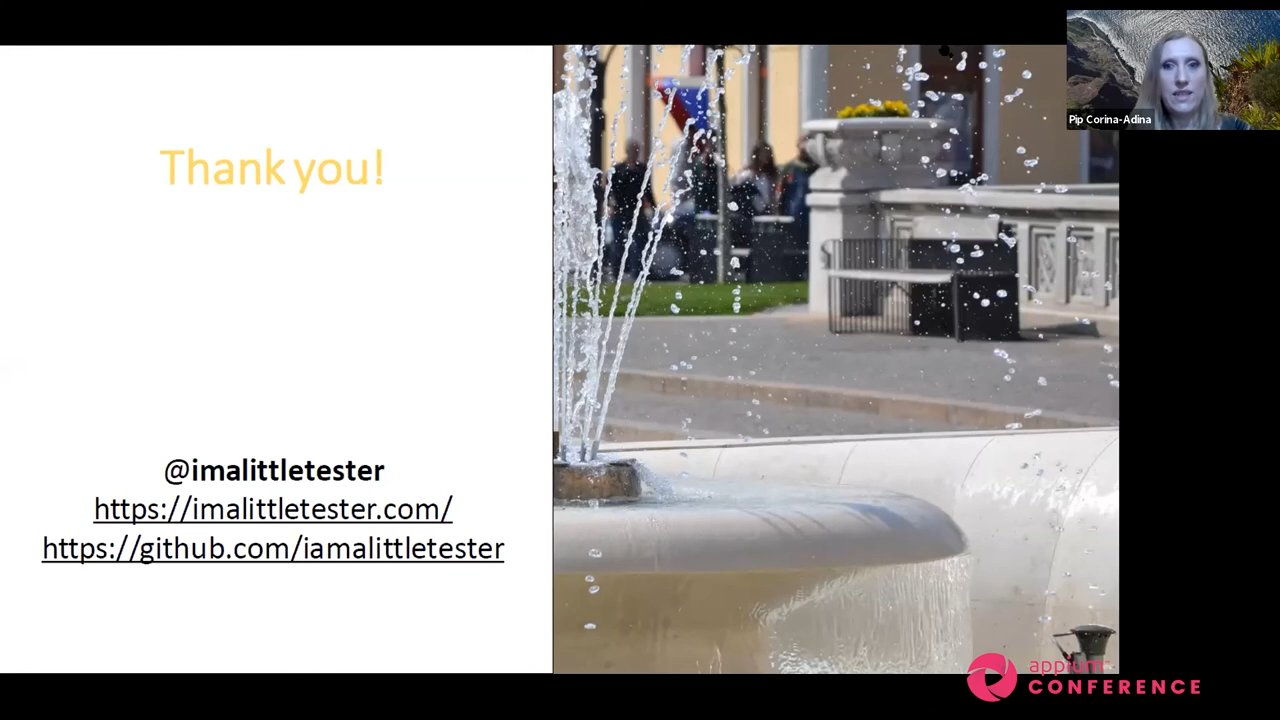 Pip Corina-Adina
Thank you!
@imalittletester
https://imalittletester.com/
https://github.com/iamalittletester
appium
CONFERENCE